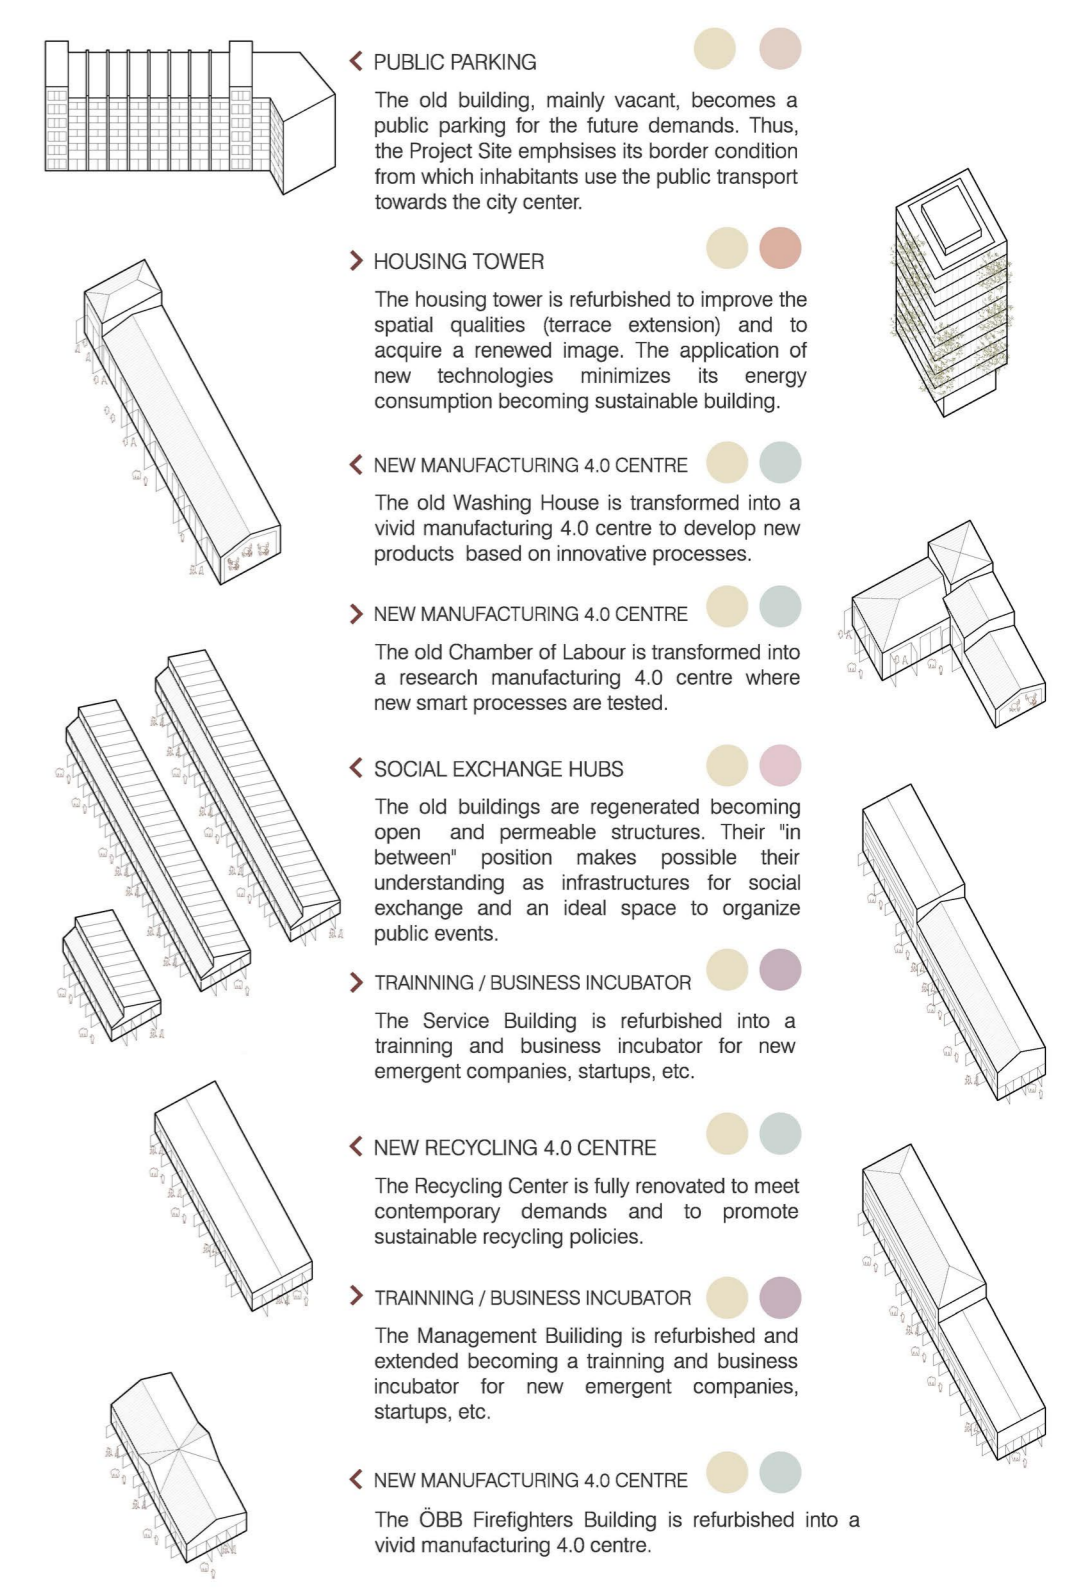 PUBLIC PARKING
The old building, mainly vacant, becomes a
public parking for the future demands. Thus,
the Project Site emphsises its border condition
from which inhabitants use the public transport
towards the city center.
HOUSING TOWER
The housing tower is refurbished to improve the
spatial qualities (terrace extension) and to
acquire a renewed image. The application of
new technologies minimizes its energy
consumption becoming sustainable building.
NEW MANUFACTURING 4.0 CENTRE
The old Washing House is transformed into a
vivid manufacturing 4.0 centre to develop new
products based on innovative processes.
NEW MANUFACTURING 4.0 CENTRE
The old Chamber of Labour is transformed into
a research manufacturing 4.0 centre where
new smart processes are tested.
SOCIAL EXCHANGE HUBS
The old buildings are regenerated becoming
open and permeable structures. Their "in
between" position makes possible their
understanding as infrastructures for social
exchange and an ideal space to organize
public events.
TRAINNING / BUSINESS INCUBATOR
The Service Building is refurbished into a
trainning and business incubator for new
emergent companies, startups, etc.
NEW RECYCLING 4.0 CENTRE
The Recycling Center is fully renovated to meet
contemporary demands and to promote
sustainable recycling policies.
TRAINNING / BUSINESS INCUBATOR
The Management Builiding is refurbished and
extended becoming a trainning and business
incubator for new emergent companies,
startups, etc.
NEW MANUFACTURING 4.0 CENTRE
The ÖBB Firefighters Building is refurbished into a
vivid manufacturing 4.0 centre.